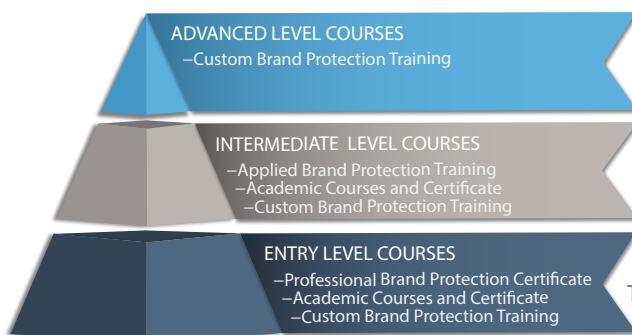 ADVANCED LEVEL COURSES
–Custom Brand Protection Training
INTERMEDIATE LEVEL COURSES
–Applied Brand Protection Training
–Academic Courses and Certificate
–Custom Brand Protection Training
ENTRY LEVEL COURSES
–Professional Brand Protection Certificate
–Academic Courses and Certificate
–Custom Brand Protection Training